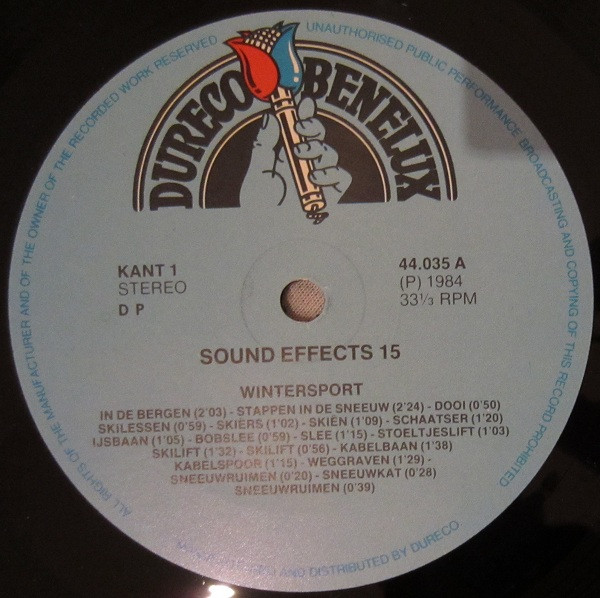 ALL RIGHTS OF THE MANUFACTURER AND OF THE OWNER OF THE RECORDED WORK RESERVED
UNAUTHORISED PUBLIC PERFORMANCE BROADCASTING AND COPYING OF THIS RECORD PROHIBITED
DURECO BENELUX
KANT 1
STEREO
D P
44.035 A
(P) 1984
33⅓ RPM
SOUND EFFECTS 15
WINTERSPORT
IN DE BERGEN (2'03) - STAPPEN IN DE SNEEUW (2'24) - DOOI (0'50)
SKILESSEN (0'59) - SKIËRS (1'02) - SKIËN (1'09) - SCHAATSER (1'20)
IJSBAAN (1'05) - BOBSLEE (0'59) - SLEE (1'15) - STOELTJESLIFT (1'03)
SKILIFT (1'32) - SKILIFT (0'56) - KABELBAAN (1'38)
KABELSPOOR (1'15) - WEGGRAVEN (1'29) -
SNEEUWRUIMEN (0'20) - SNEEUWKAT (0'28)
SNEEUWRUIMEN (0'39)
AND DISTRIBUTED BY DURECO